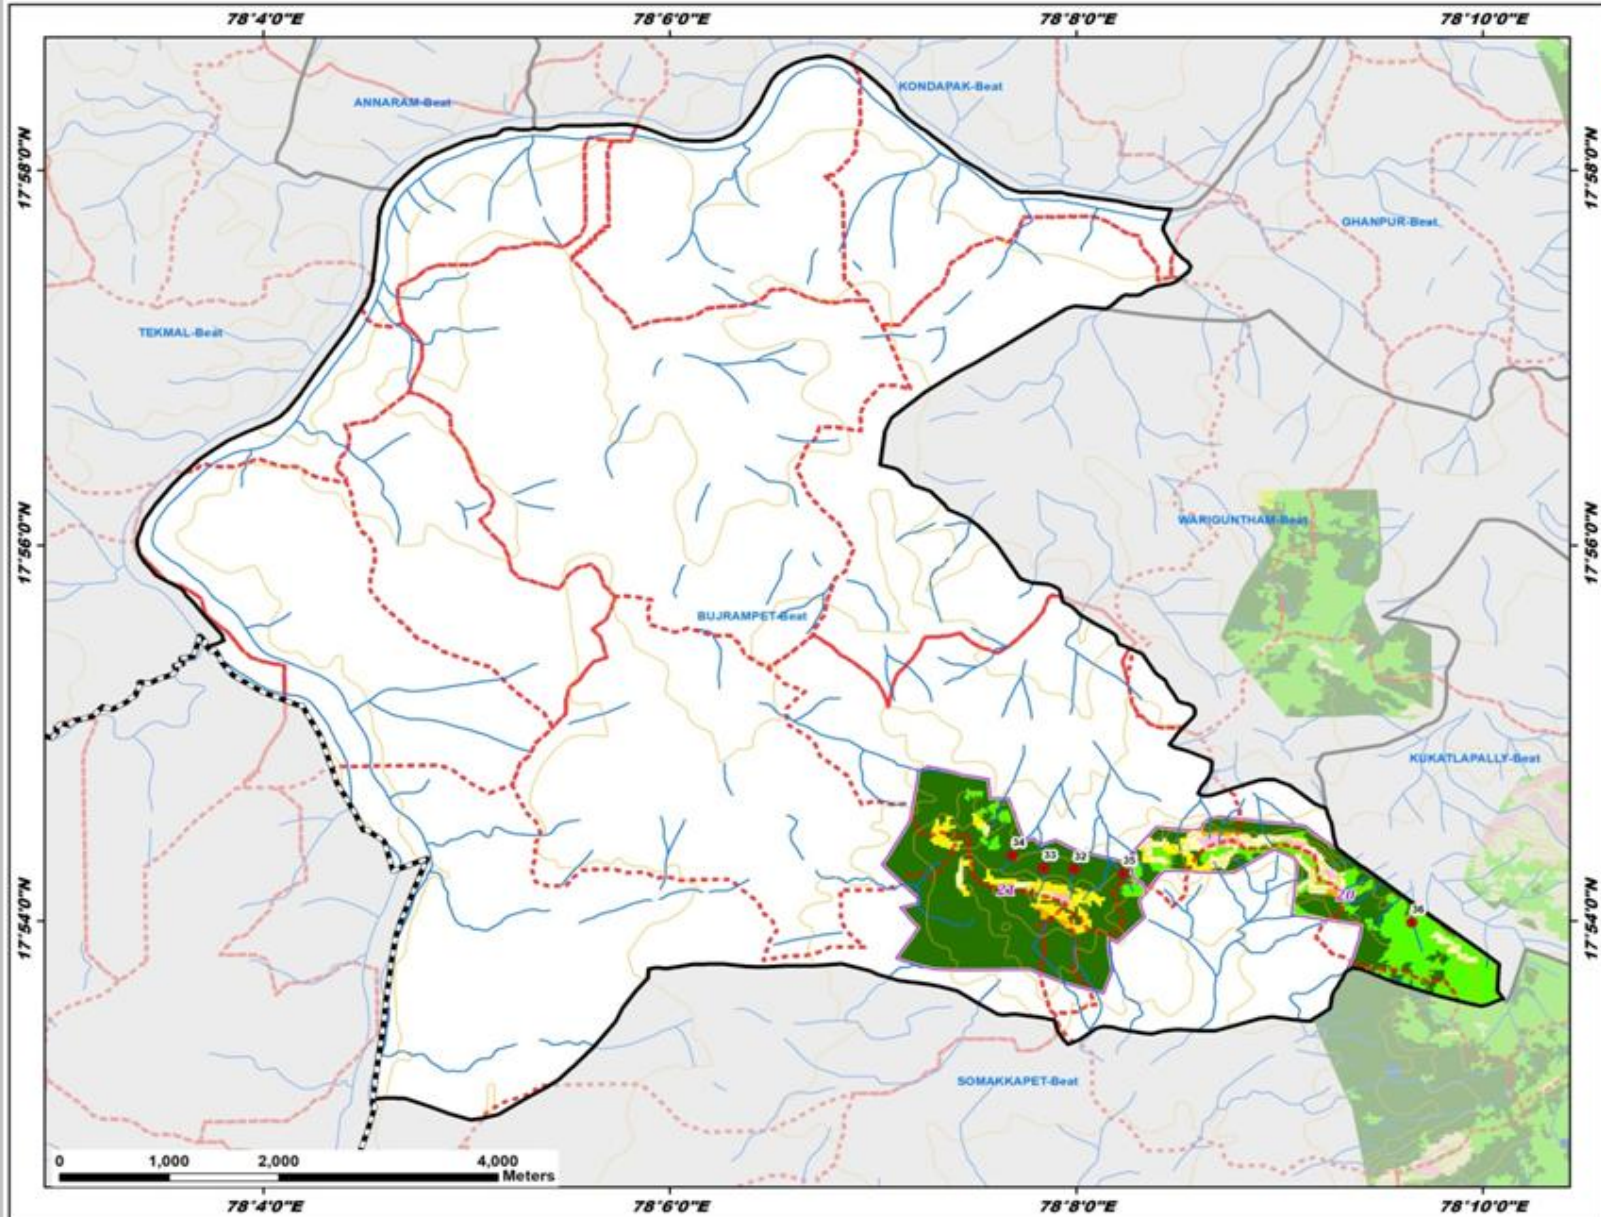 78°4'0"E 78°6'0"E 78°8'0"E 78°10'0"E
KONDAPAK-Beat
ANNARAM-Beat
17°58'0"N 17°58'0"N
GHANPUR-Beat
TEKMAL-Beat
WARIGUNTHAM-Beat
17°56'0"N 17°56'0"N
BUJRAMPET-Beat
KUKATLAPALLY-Beat
34 33 32 35
21 20
36
17°54'0"N 17°54'0"N
SOMAKKAPET-Beat
0 1,000 2,000 4,000
Meters
78°4'0"E 78°6'0"E 78°8'0"E 78°10'0"E